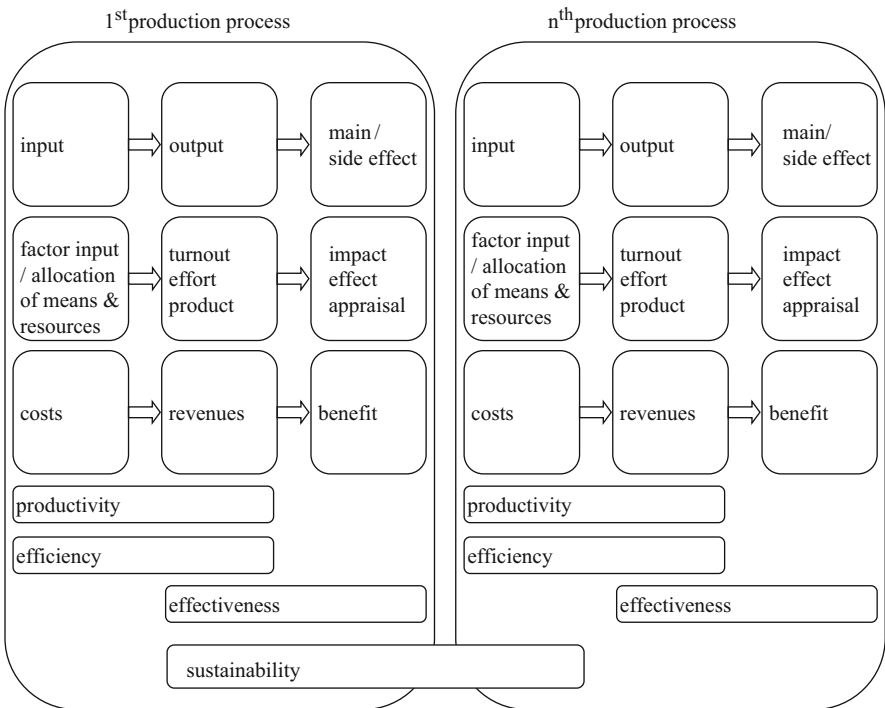 1st production process
input
output
main /
side effect
factor input
/ allocation
of means &
resources
turnout
effort
product
impact
effect
appraisal
costs
revenues
benefit
productivity
efficiency
effectiveness
sustainability
nth production process
input
output
main/
side effect
factor input
/ allocation
of means &
resources
turnout
effort
product
impact
effect
appraisal
costs
revenues
benefit
productivity
efficiency
effectiveness